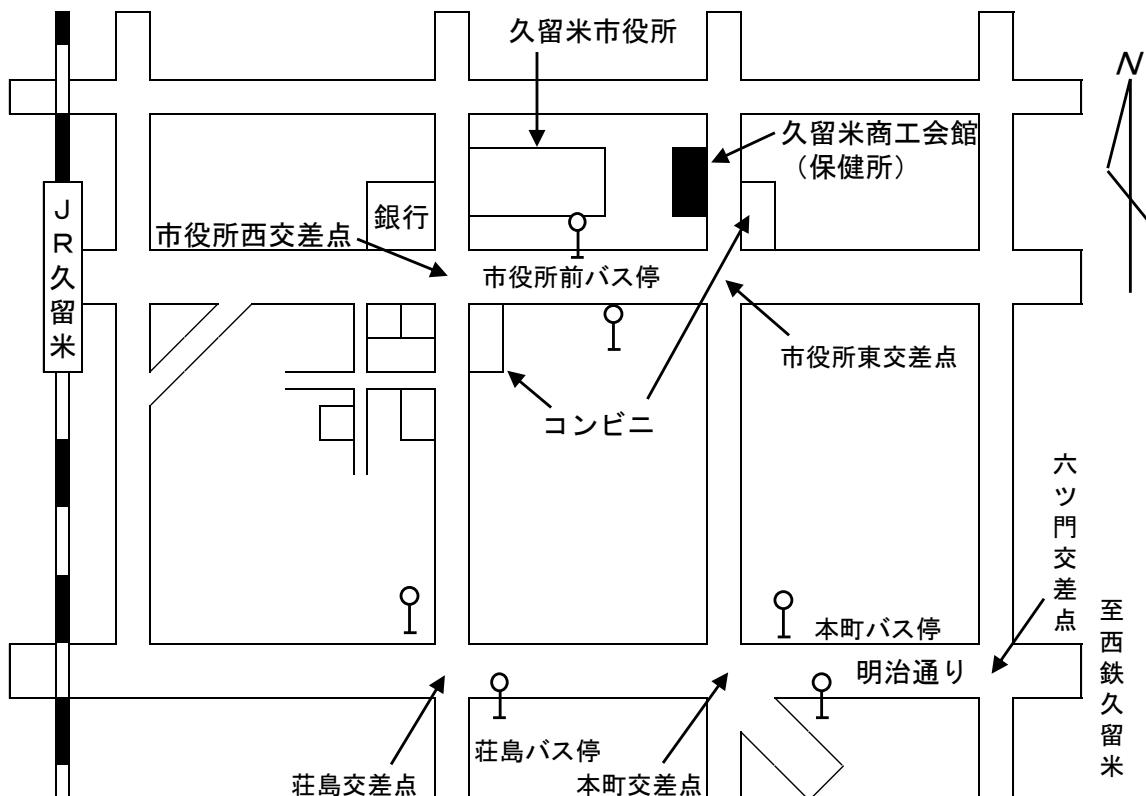 久留米市役所
N
久留米商工会館
（保健所）
JR久留米
銀行
市役所西交差点
市役所前バス停
市役所東交差点
コンビニ
六ツ門交差点
至西鉄久留米
本町バス停
明治通り
荘島バス停
荘島交差点
本町交差点